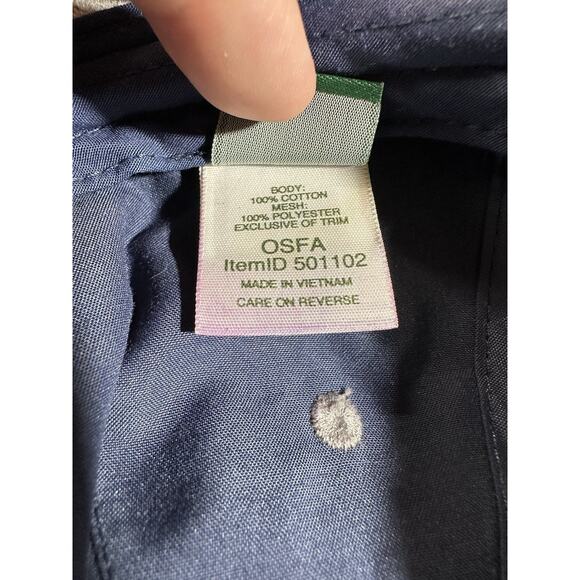 BODY:
100% COTTON
MESH:
100% POLYESTER
EXCLUSIVE OF TRIM
OSFA
ItemID 501102
MADE IN VIETNAM
CARE ON REVERSE